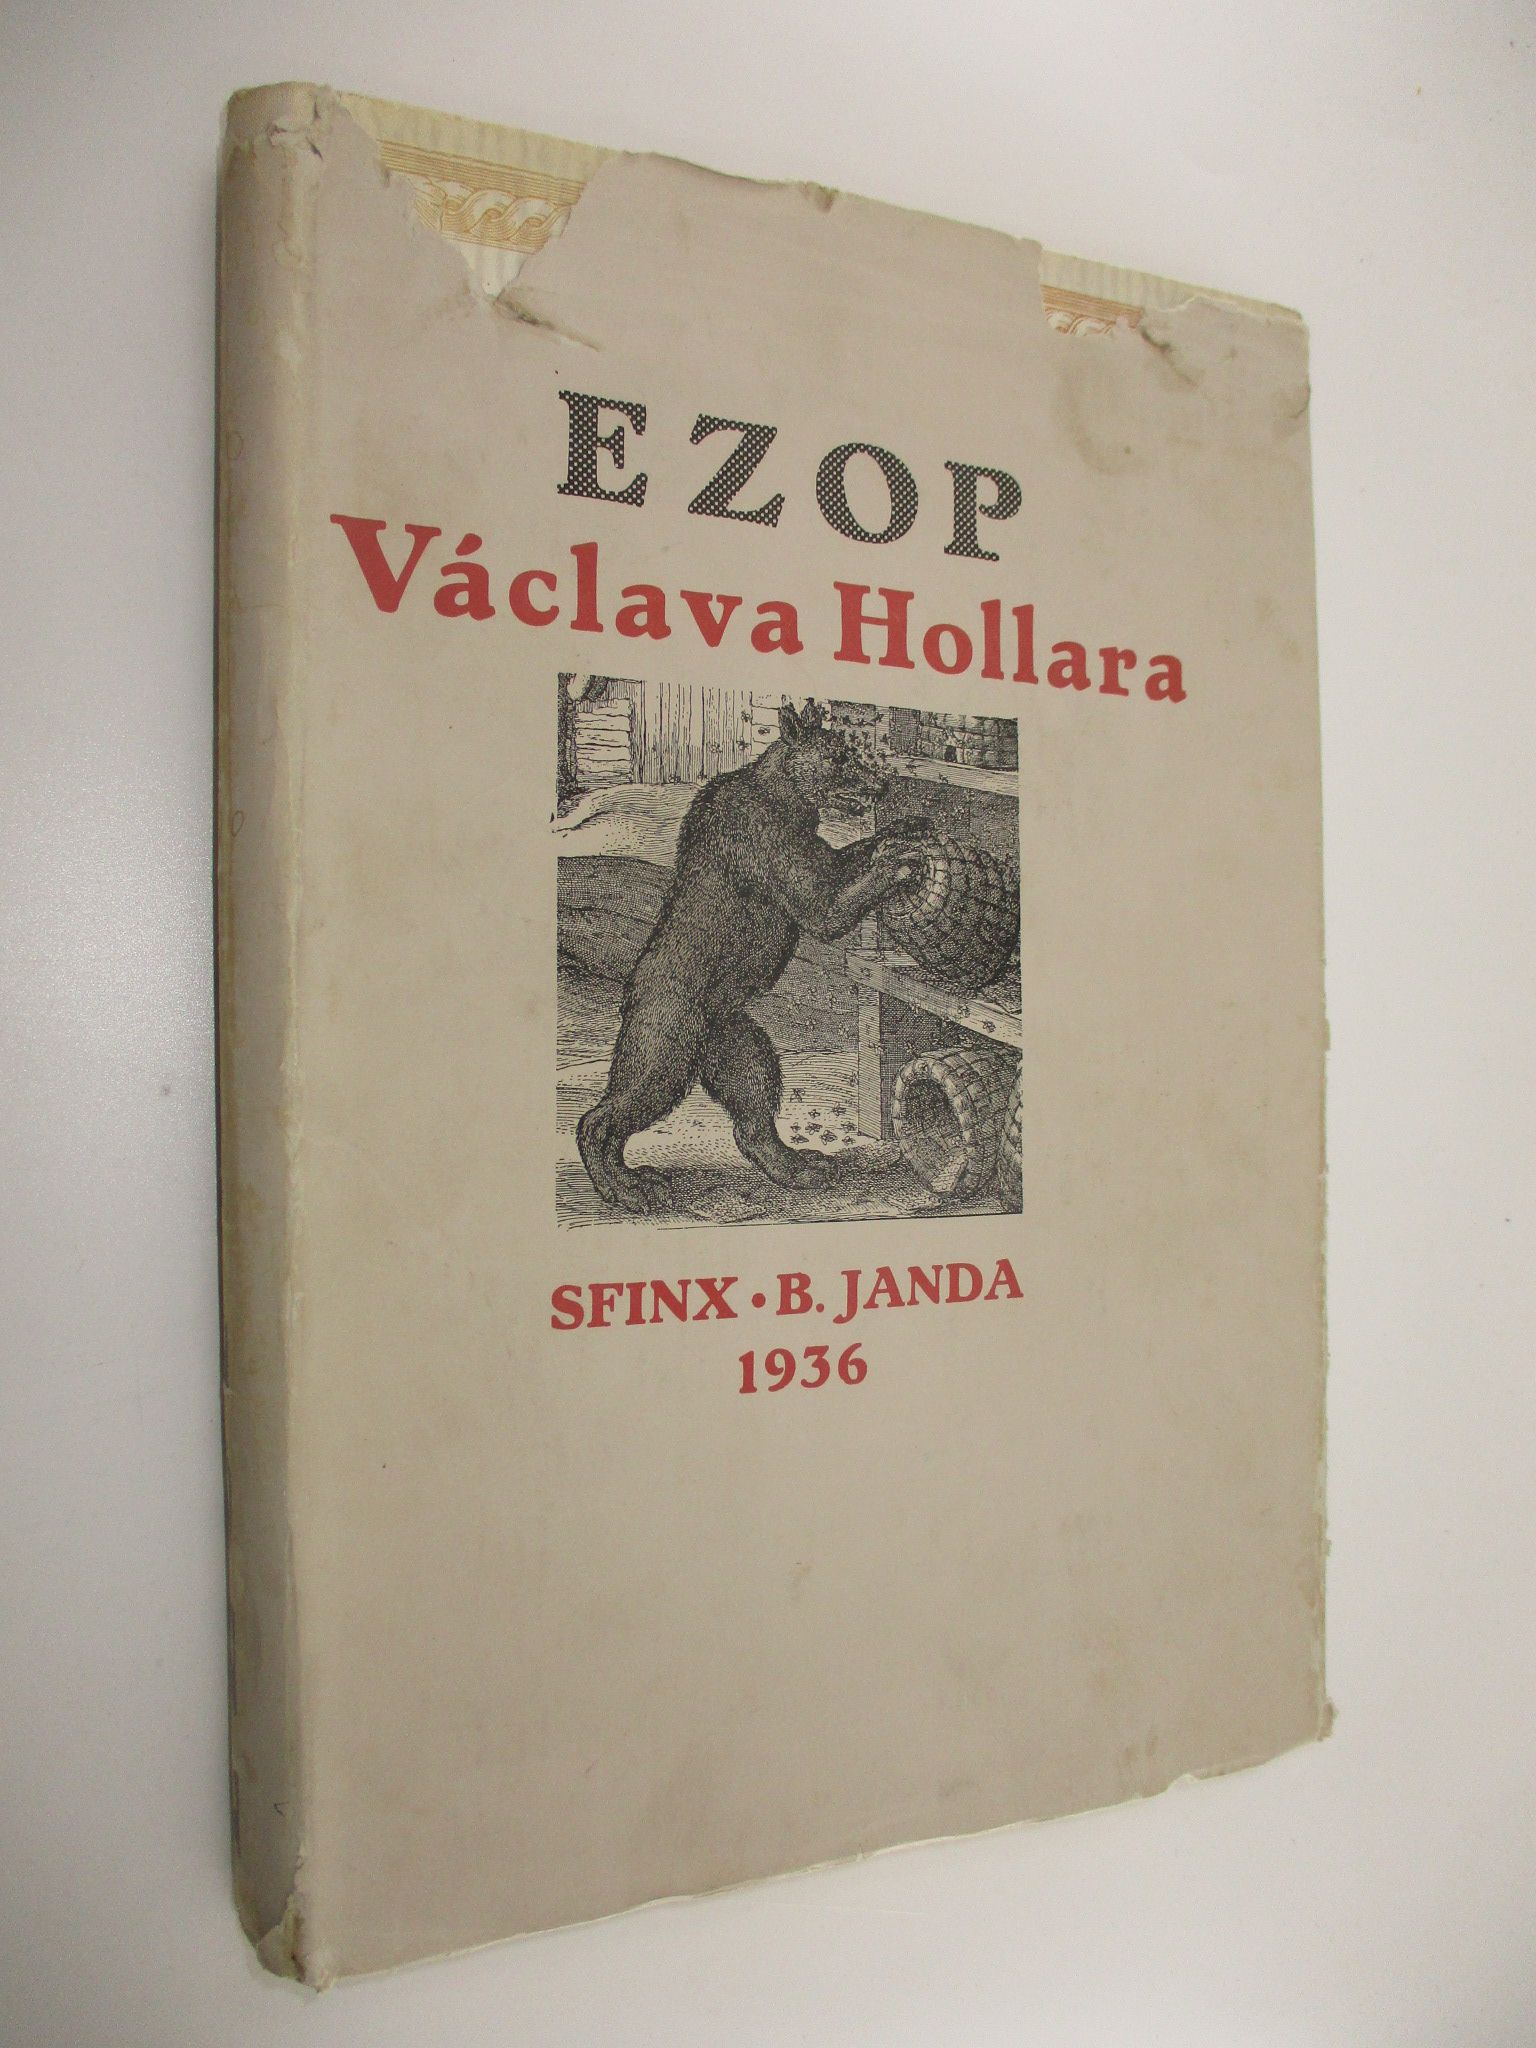 EZOP
Václava Hollara
SFINX • B. JANDA
1936